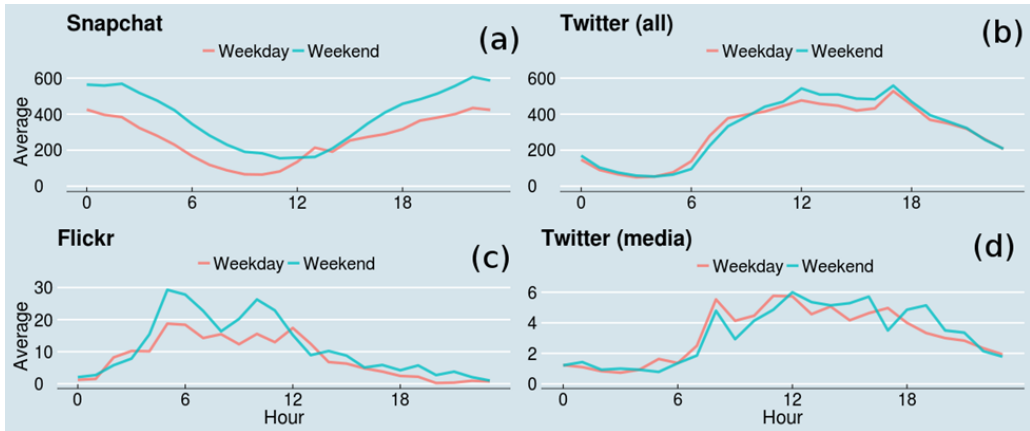 Snapchat
(a)
Weekday Weekend
Average
600
400
200
0
0 6 12 18
Twitter (all)
(b)
Weekday Weekend
600
400
200
0
0 6 12 18
Flickr
(c)
Weekday Weekend
Average
30
20
10
0
0 6 12 18
Hour
Twitter (media)
(d)
Weekday Weekend
6
4
2
0
0 6 12 18
Hour